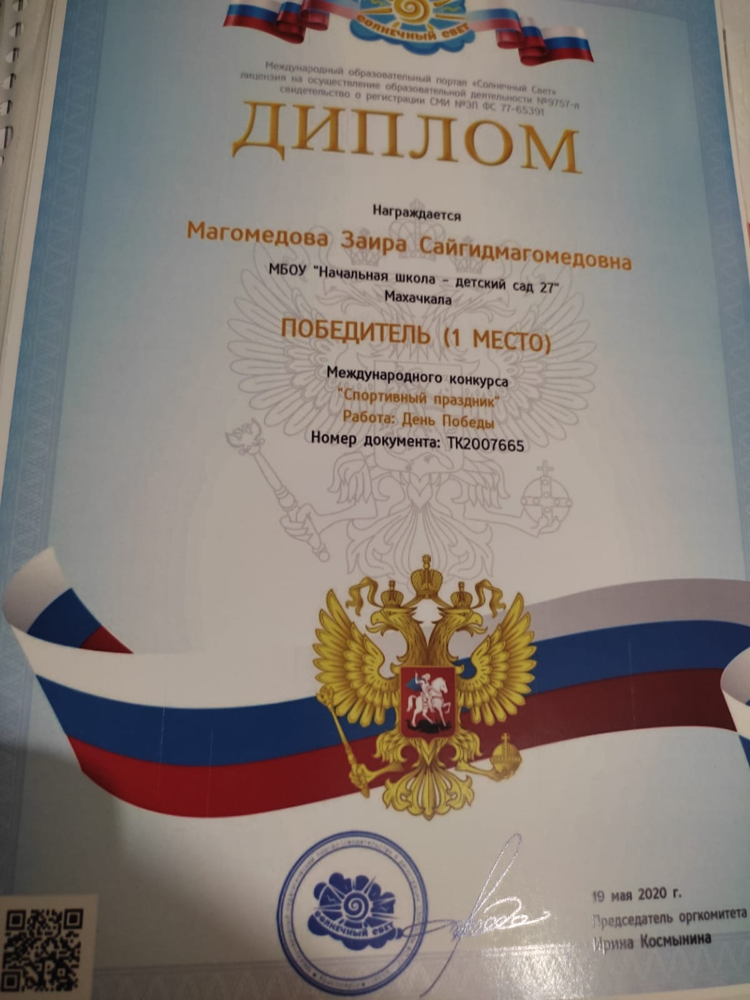 СОЛНЕЧНЫЙ СВЕТ
Международный образовательный портал «Солнечный Свет»
лицензия на осуществление образовательной деятельности №9757-л
свидетельство о регистрации СМИ №ЭЛ ФС 77-65391
ДИПЛОМ
Награждается
Магомедова Заира Сайгидмагомедовна
МБОУ "Начальная школа – детский сад 27"
Махачкала
ПОБЕДИТЕЛЬ (1 МЕСТО)
Международного конкурса
"Спортивный праздник"
Работа: День Победы
Номер документа: ТК2007665
СОЛНЕЧНЫЙ СВЕТ
19 мая 2020 г.
Председатель оргкомитета
Ирина Космынина